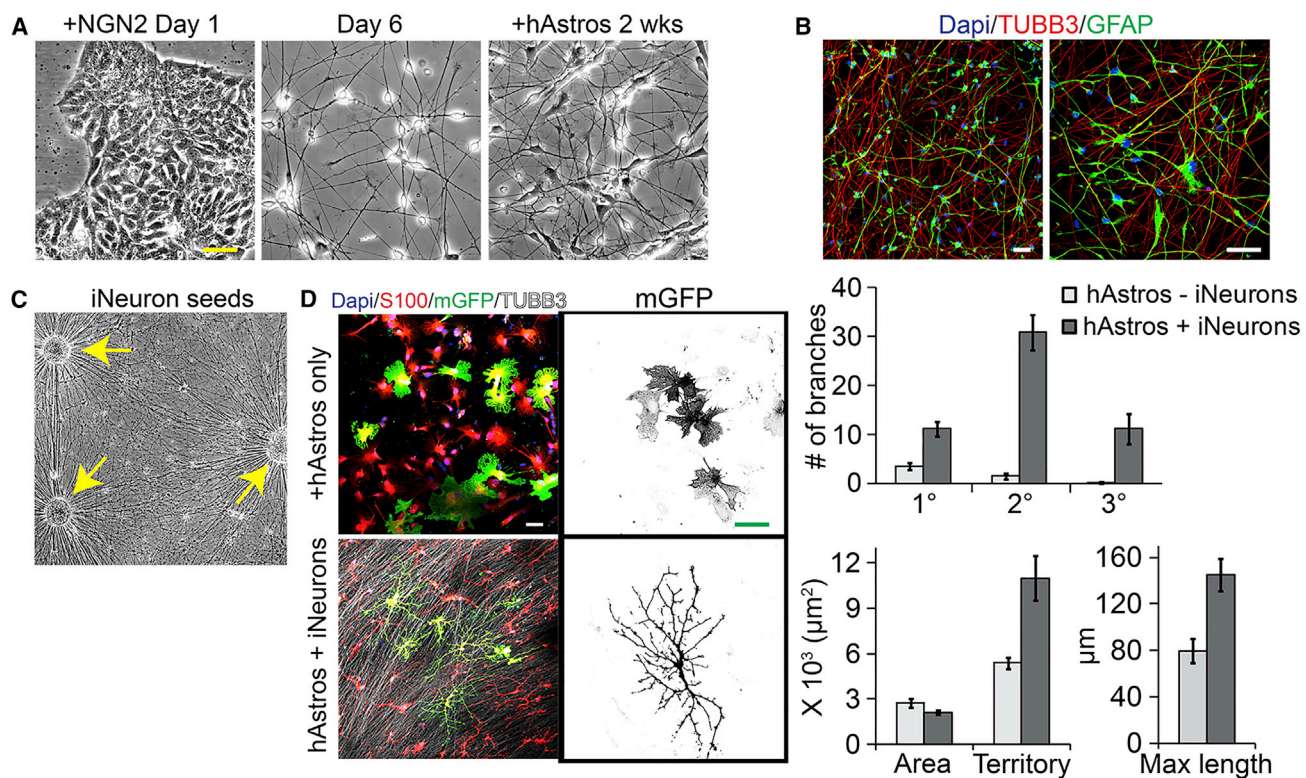 A
+NGN2 Day 1
Day 6
+hAstros 2 wks
B
Dapi/TUBB3/GFAP
C
iNeuron seeds
D
Dapi/S100/mGFP/TUBB3
mGFP
+hAstros only
hAstros + iNeurons
hAstros - iNeurons
hAstros + iNeurons
# of branches
40
30
20
10
0
1° 2° 3°
X 10³ (µm²)
12
9
6
3
0
Area Territory
µm
160
120
80
40
0
Max length